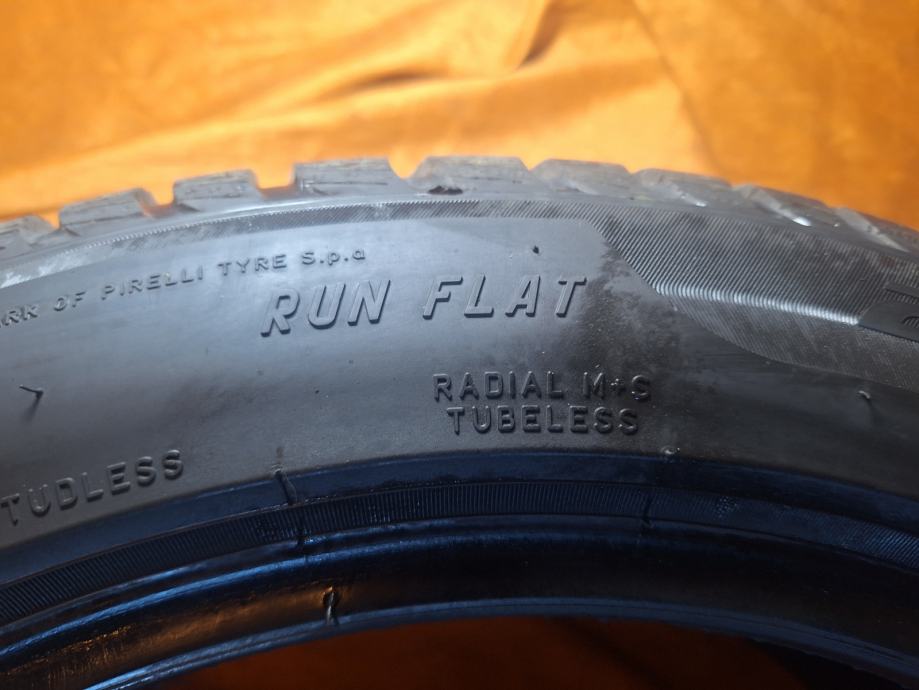 ARK OF PIRELLI TYRE S.p.a
RUN FLAT
RADIAL M+S
TUBELESS
TUDLESS